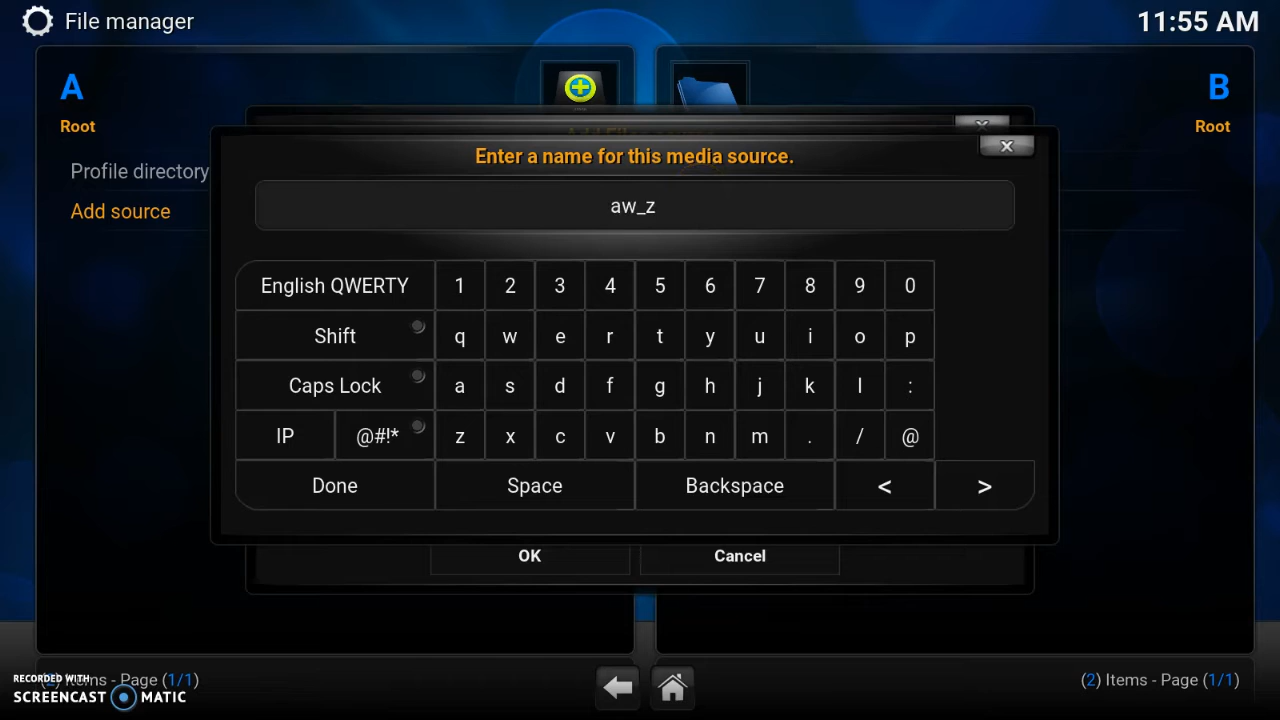 File manager
11:55 AM
A
B
Root
Root
Profile directory
Add source
Enter a name for this media source.
aw_z
English QWERTY 1 2 3 4 5 6 7 8 9 0
Shift q w e r t y u i o p
Caps Lock a s d f g h j k l :
IP @#!* z x c v b n m . / @
Done Space Backspace < >
OK Cancel
(2) Items - Page (1/1)
(2) Items - Page (1/1)
RECORDED WITH
SCREENCAST MATIC